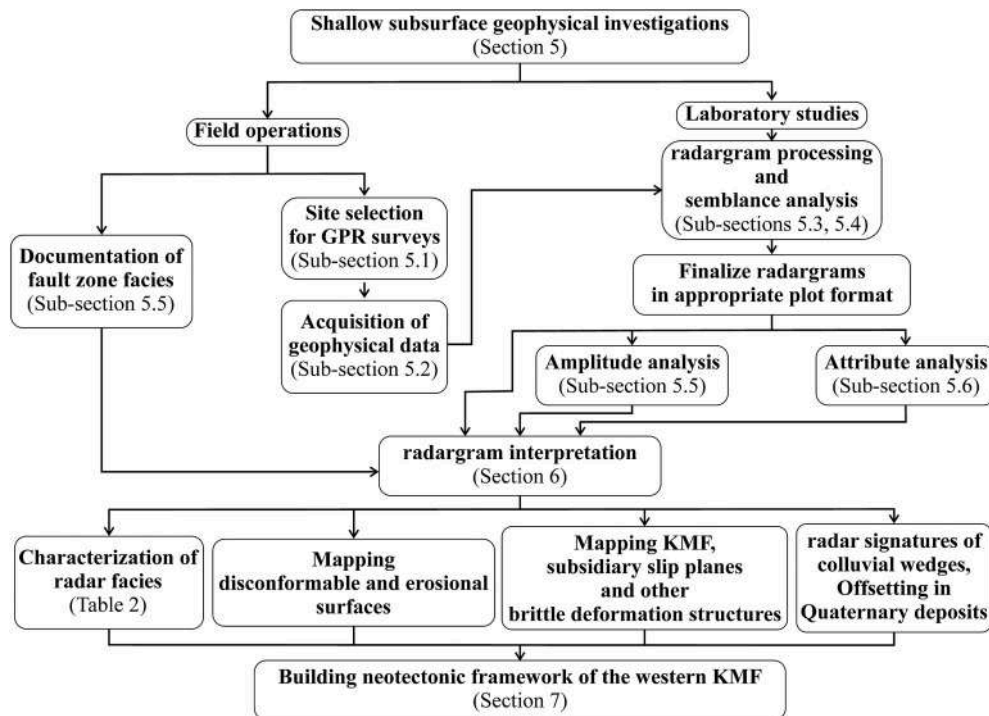 Shallow subsurface geophysical investigations
(Section 5)
Field operations
Laboratory studies
radargram processing
and
semblance analysis
(Sub-sections 5.3, 5.4)
Site selection
for GPR surveys
(Sub-section 5.1)
Documentation of
fault zone facies
(Sub-section 5.5)
Finalize radargrams
in appropriate plot format
Acquisition of
geophysical data
(Sub-section 5.2)
Amplitude analysis
(Sub-section 5.5)
Attribute analysis
(Sub-section 5.6)
radargram interpretation
(Section 6)
Characterization of
radar facies
(Table 2)
Mapping
disconformable and erosional
surfaces
Mapping KMF,
subsidiary slip planes
and other
brittle deformation structures
radar signatures of
colluvial wedges,
Offsetting in
Quaternary deposits
Building neotectonic framework of the western KMF
(Section 7)